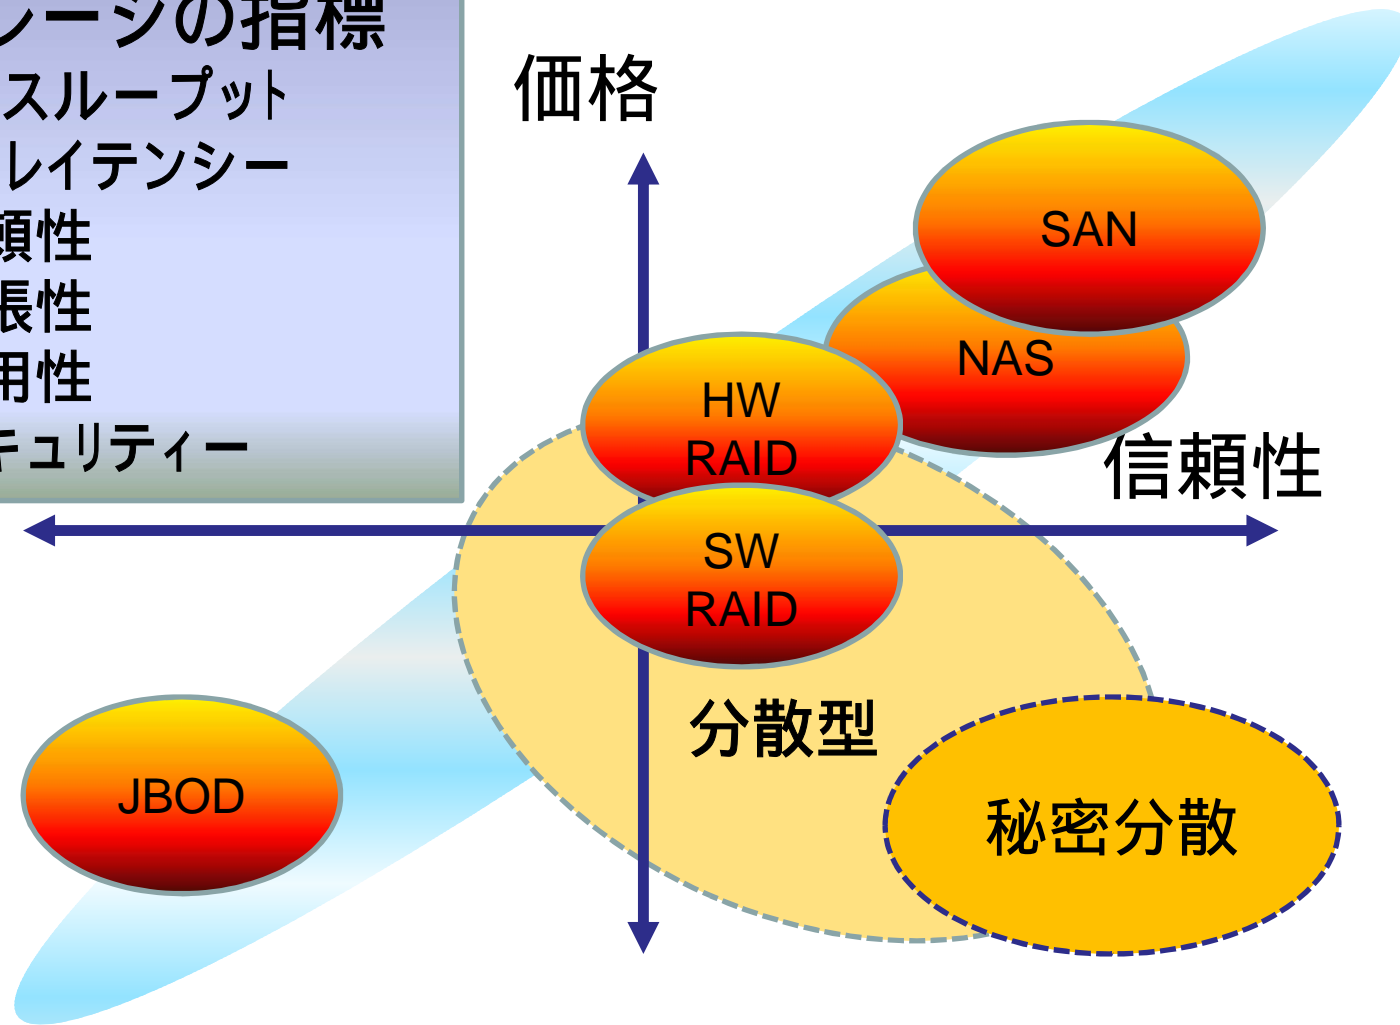 レージの指標
スループット
レイテンシー
頼性
張性
用性
キュリティー
価格
SAN
NAS
HW
RAID
信頼性
SW
RAID
分散型
JBOD
秘密分散